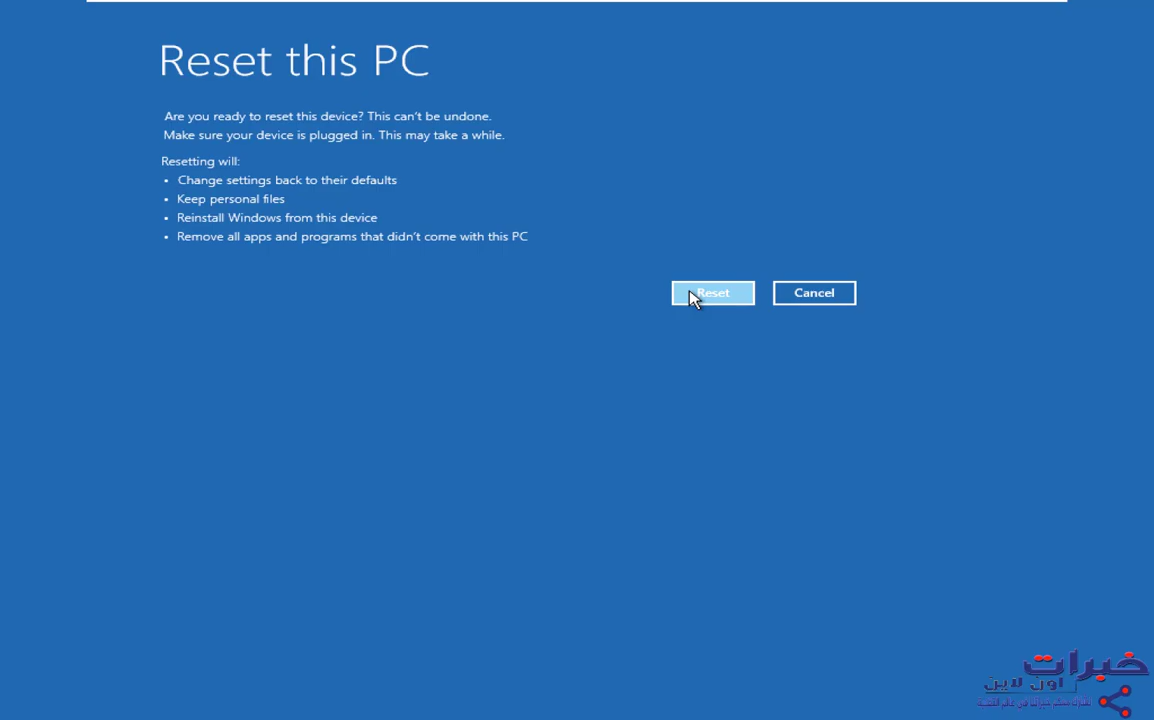 Reset this PC
Are you ready to reset this device? This can't be undone.
Make sure your device is plugged in. This may take a while.
Resetting will:
• Change settings back to their defaults
• Keep personal files
• Reinstall Windows from this device
• Remove all apps and programs that didn't come with this PC
Reset
Cancel
خبرات
اون لاين